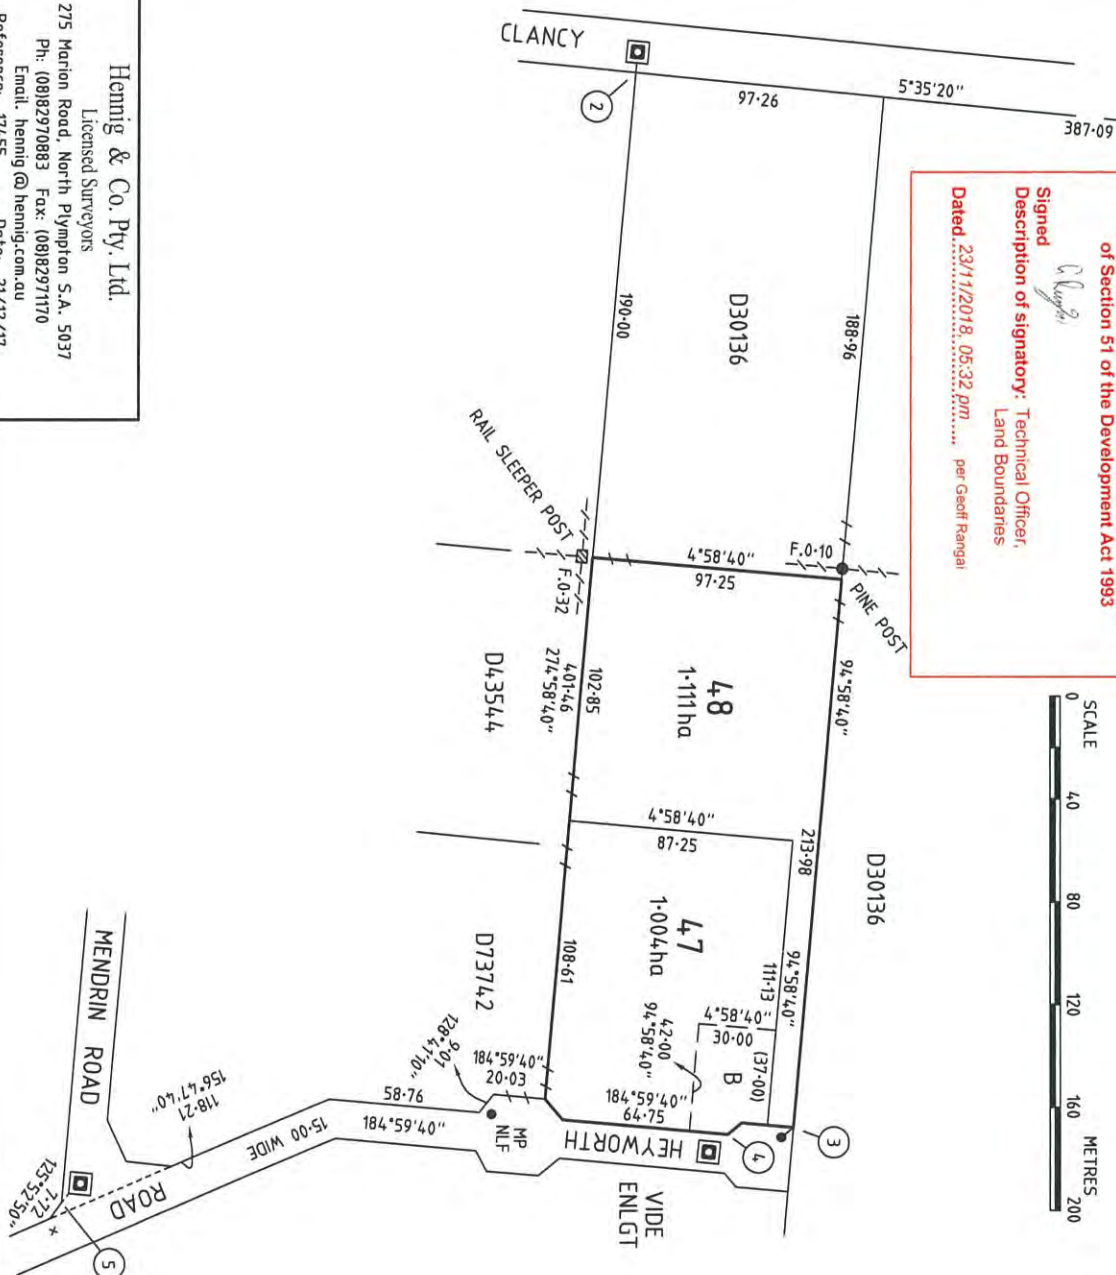 CLANCY
2
97·26
5°35'20"
387·09
of Section 51 of the Development Act 1993
Signed
Description of signatory: Technical Officer,
Land Boundaries
Dated 23/11/2018, 05:32 pm per Geoff Rangai
SCALE
0 40 80 120 160 200
METRES
Hennig & Co. Pty. Ltd.
Licensed Surveyors
275 Marion Road, North Plympton S.A. 5037
Ph: (08)82970883 Fax: (08)82971170
Email. hennig@hennig.com.au
Reference: 17455 Date: 21/12/17
D30136
188·96
190·00
RAIL SLEEPER POST
F.0·10
PINE POST
4°58'40"
97·25
F.0·32
94°58'40"
213·98
D30136
48
1·111ha
102·85
401·46
274°58'40"
D43544
4°58'40"
87·25
47
1·004ha
94°58'40"
111·13
4°58'40"
30·00
(37·00)
B
42·00
94°58'40"
184°59'40"
64·75
108·61
D73742
184°59'40"
20·03
9·01
128°41'10"
MP
NLF
HEYWORTH
3
4
VIDE
ENLGT
58·76
184°59'40"
15·00 WIDE
ROAD
118·21
156°47'40"
MENDRIN ROAD
7·72
125°52'50"
x
5